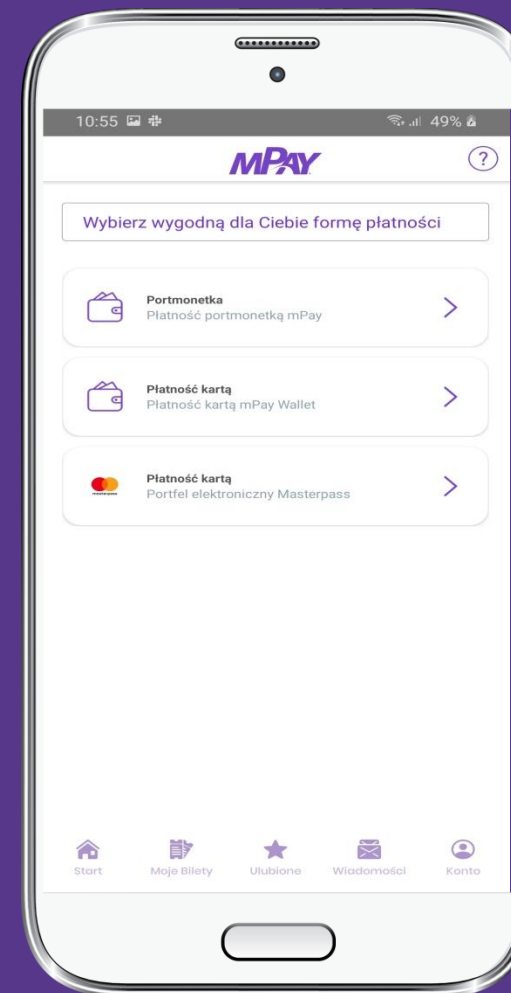 10:55 49%
mPAY ?
Wybierz wygodną dla Ciebie formę płatności
Portmonetka
Płatność portmonetką mPay
Płatność kartą
Płatność kartą mPay Wallet
Płatność kartą
Portfel elektroniczny Masterpass
masterpass
Start Moje Bilety Ulubione Wiadomości Konto